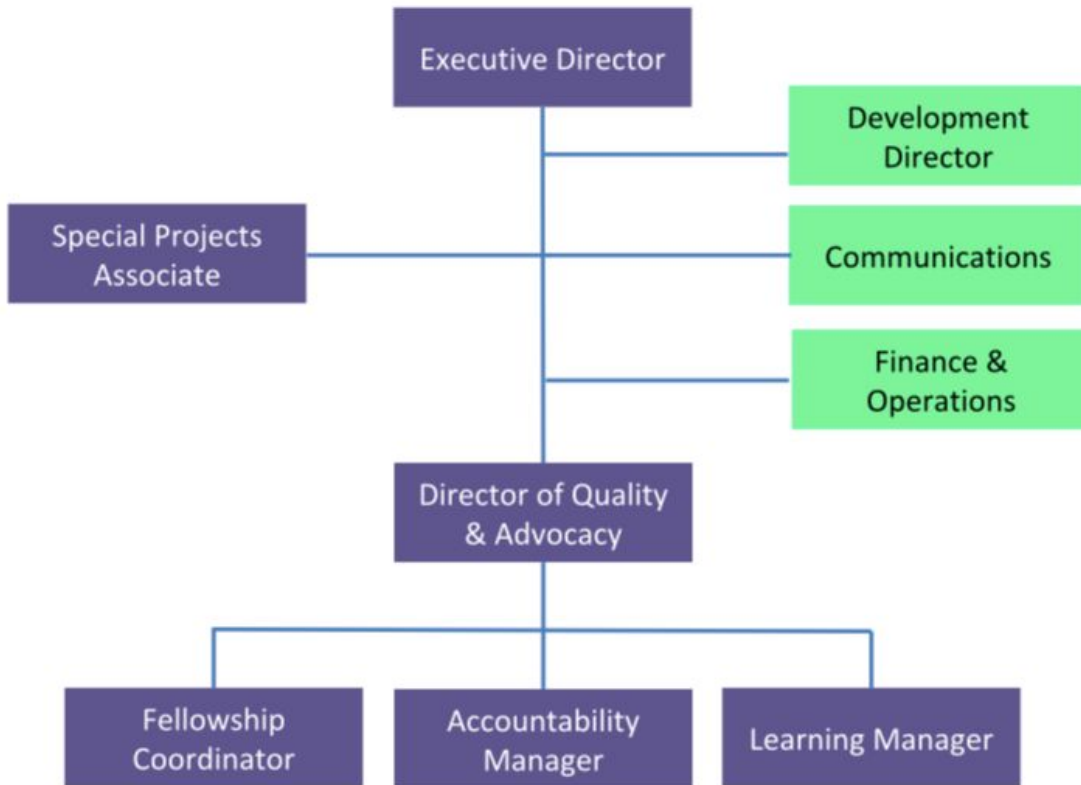 Executive Director
Development
Director
Special Projects
Associate
Communications
Finance &
Operations
Director of Quality
& Advocacy
Fellowship
Coordinator
Accountability
Manager
Learning Manager